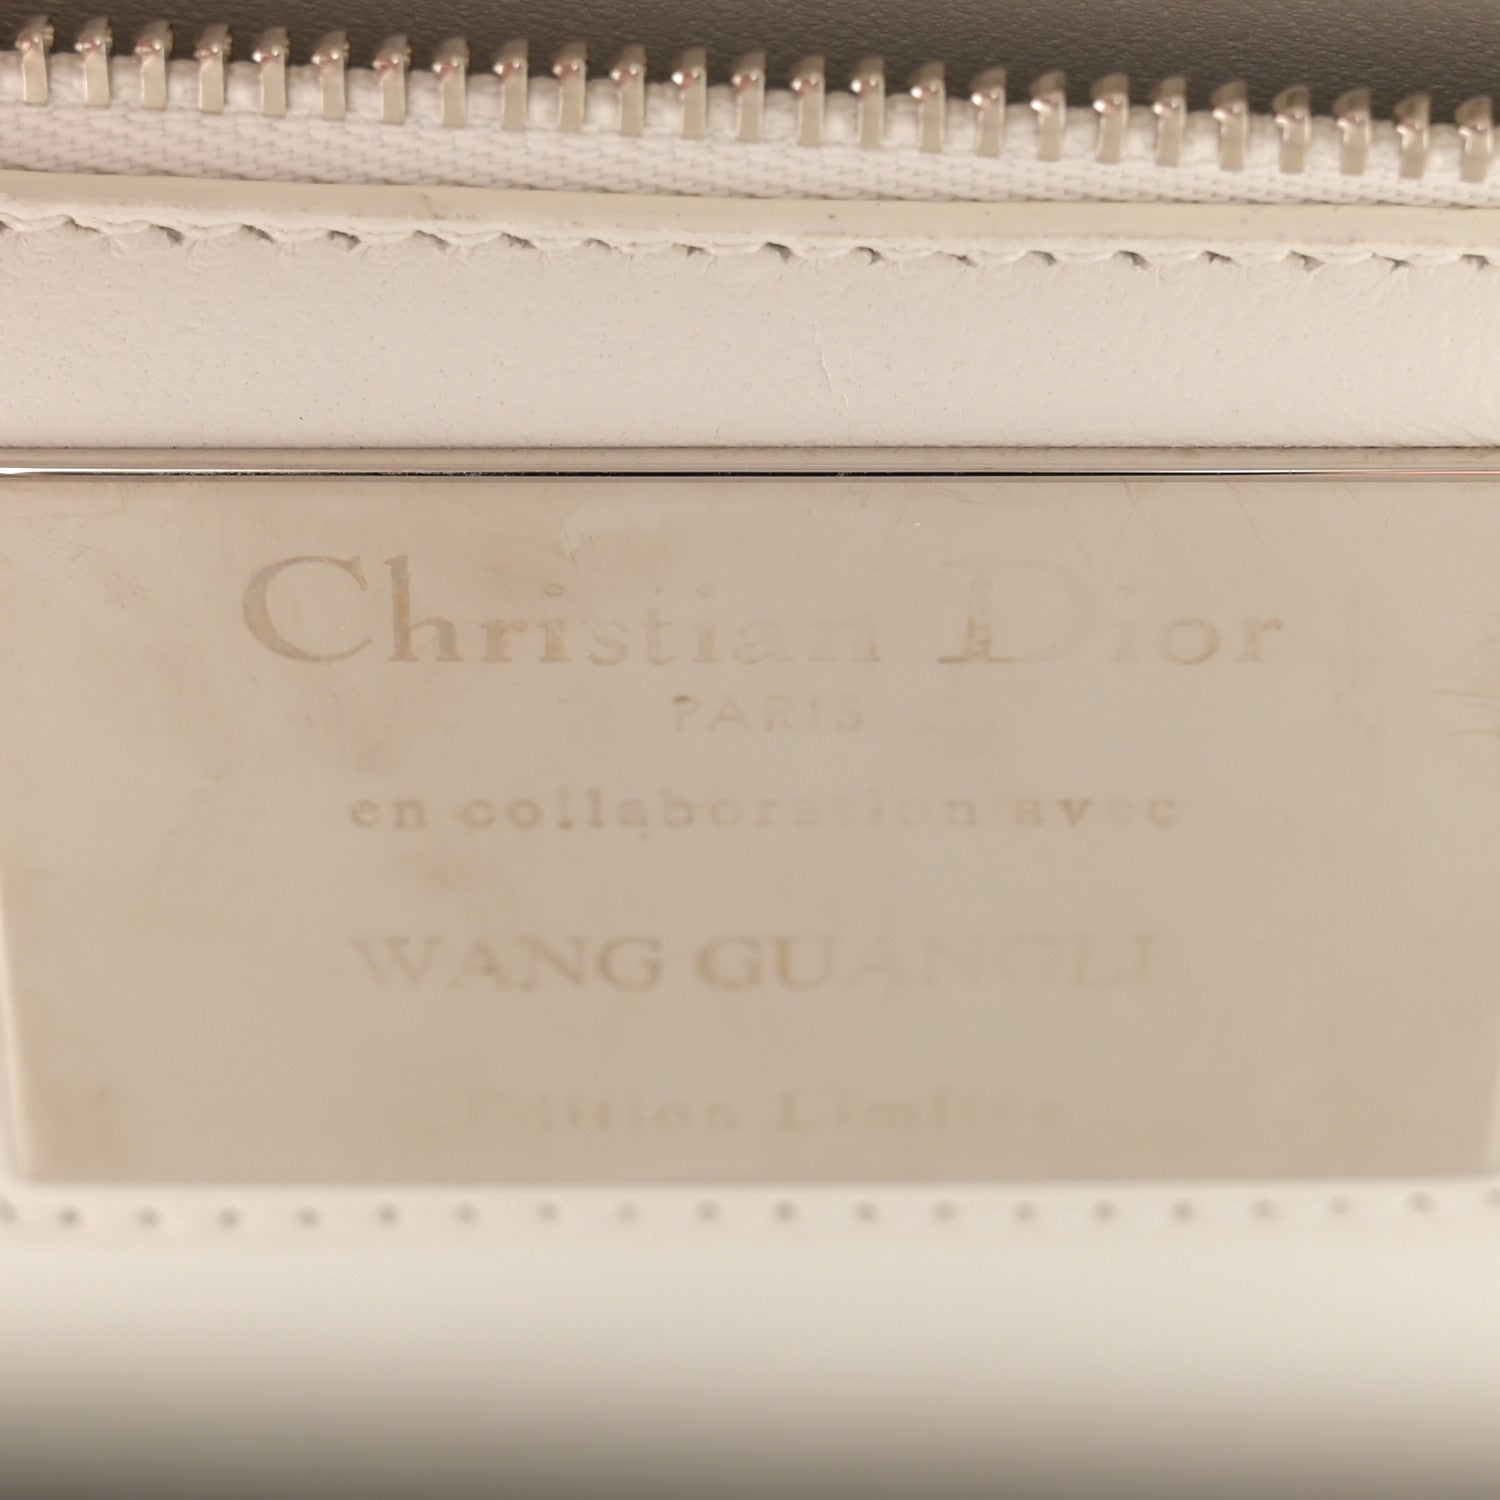 Christian Dior
PARIS
en collaboration avec
WANG GUANGLE
Edition Limitée